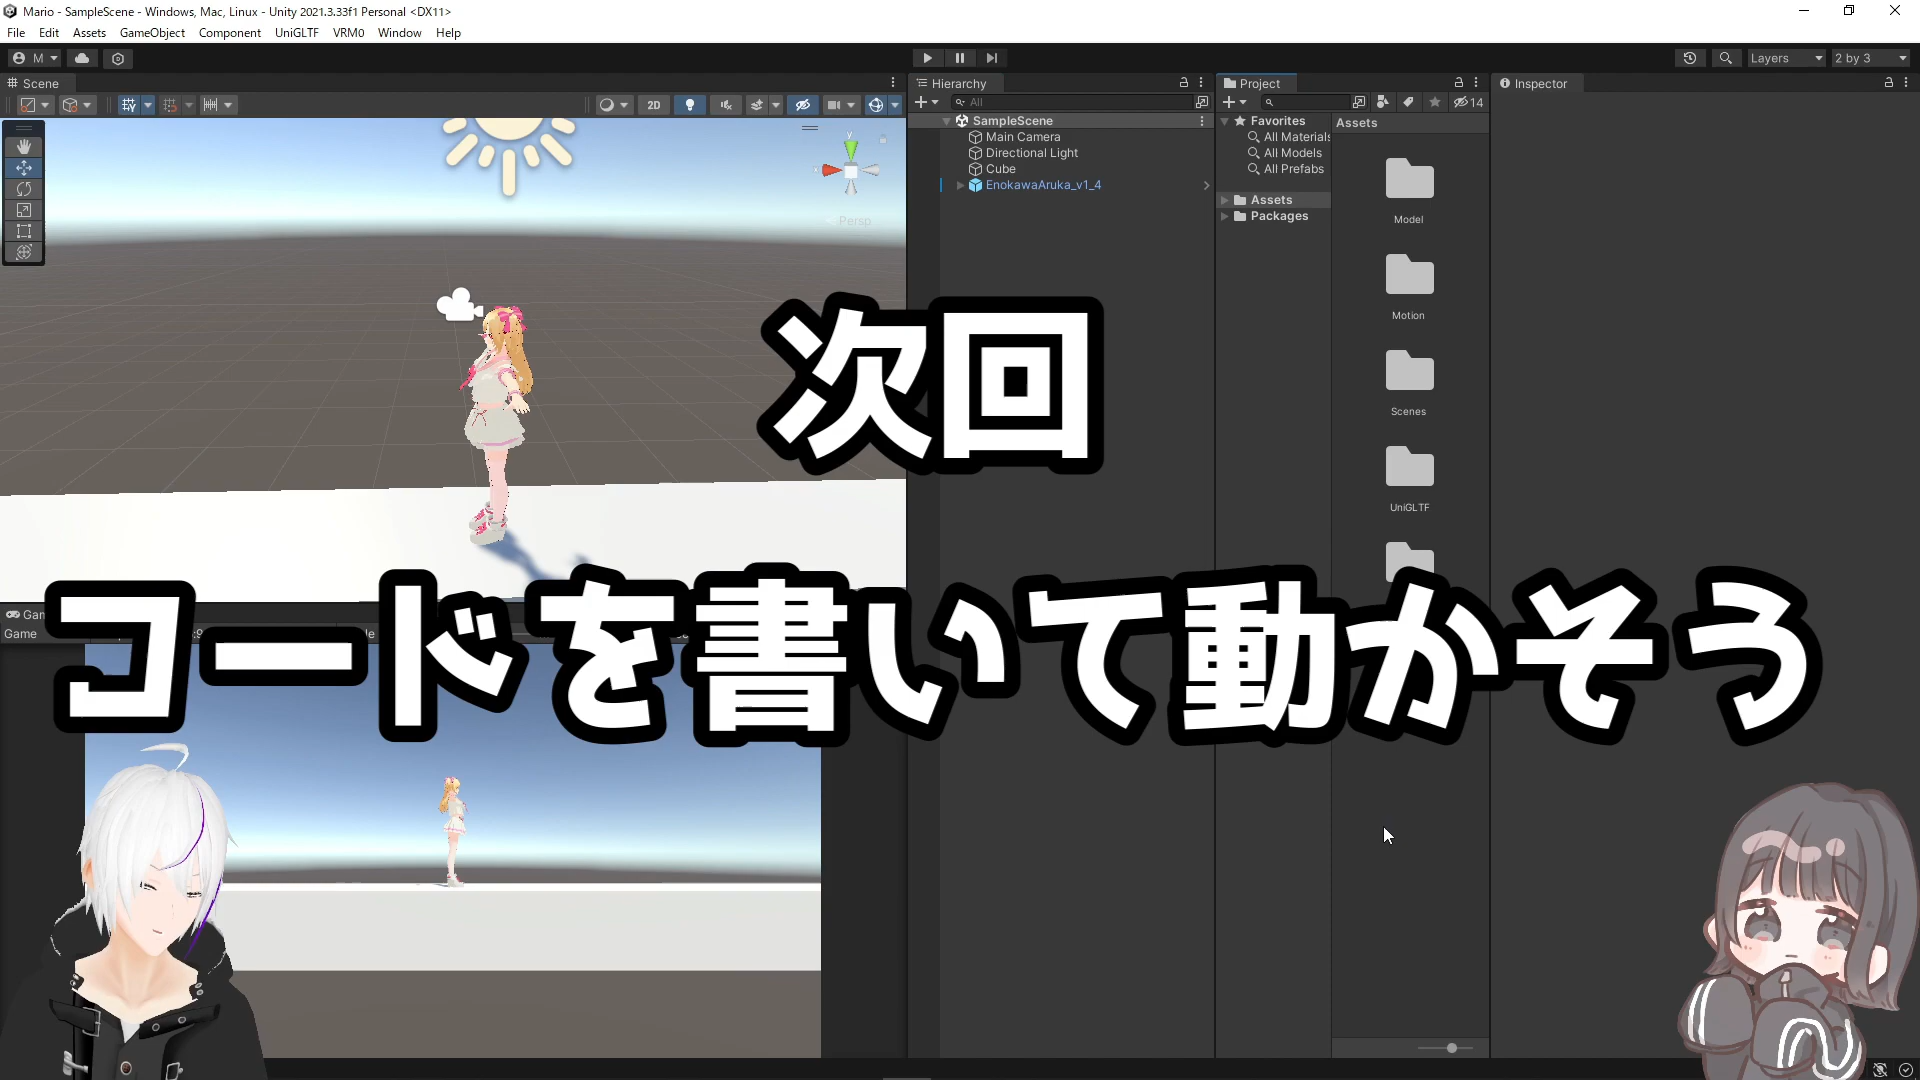 Mario - SampleScene - Windows, Mac, Linux - Unity 2021.3.33f1 Personal <DX11>
File Edit Assets GameObject Component UniGLTF VRM0 Window Help
M
Layers
2 by 3
Scene
2D
y
Persp
Hierarchy
All
SampleScene
Main Camera
Directional Light
Cube
EnokawaAruka_v1_4
Project
14
Favorites
All Materials
All Models
All Prefabs
Assets
Packages
Assets
Model
Motion
Scenes
UniGLTF
Inspector
Game
次回
コードを書いて動かそう